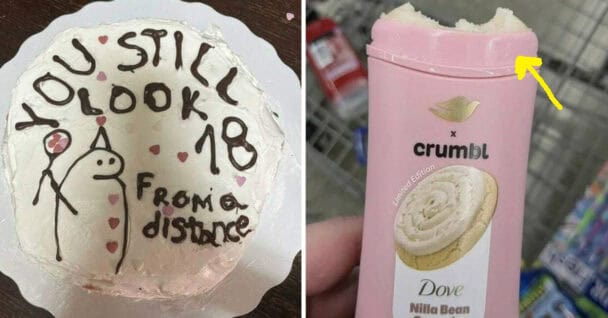 YOU STILL
LOOK
18
FROM a
distance
x
crumbl
Limited Edition
Dove
Nilla Bean